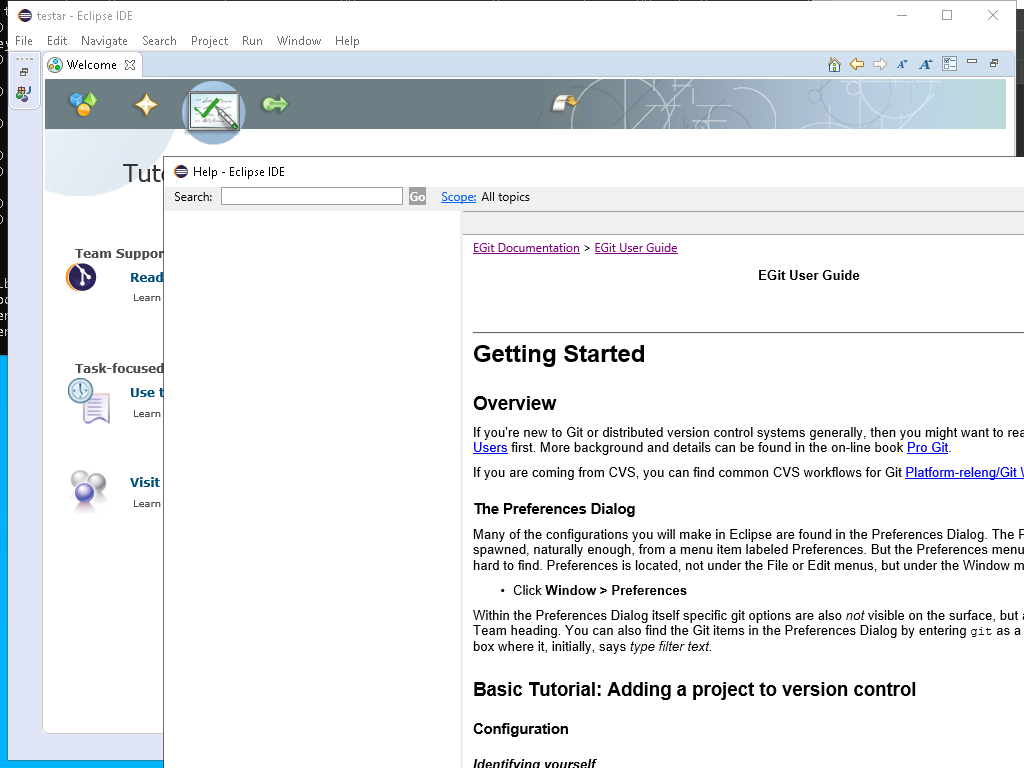 testar - Eclipse IDE
File Edit Navigate Search Project Run Window Help
Welcome
Help - Eclipse IDE
Search: Go Scope: All topics
Team Suppor
Read
Learn
Task-focused
Use t
Learn
Visit
Learn
EGit Documentation > EGit User Guide
EGit User Guide
Getting Started
Overview
If you're new to Git or distributed version control systems generally, then you might want to rea
Users first. More background and details can be found in the on-line book Pro Git.
If you are coming from CVS, you can find common CVS workflows for Git Platform-releng/Git
The Preferences Dialog
Many of the configurations you will make in Eclipse are found in the Preferences Dialog. The
spawned, naturally enough, from a menu item labeled Preferences. But the Preferences menu
hard to find. Preferences is located, not under the File or Edit menus, but under the Window m
• Click Window > Preferences
Within the Preferences Dialog itself specific git options are also not visible on the surface, but
Team heading. You can also find the Git items in the Preferences Dialog by entering git as a
box where it, initially, says type filter text.
Basic Tutorial: Adding a project to version control
Configuration
Identifying yourself